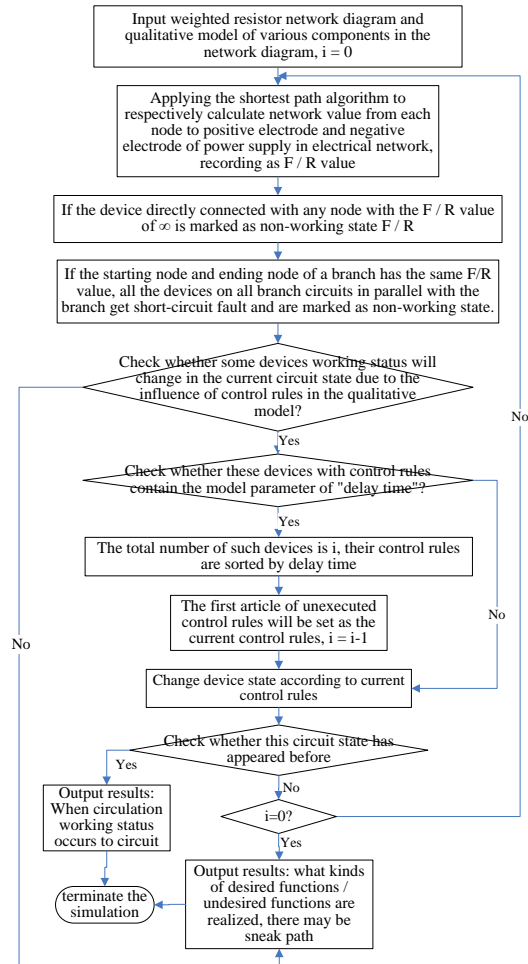 Input weighted resistor network diagram and
qualitative model of various components in the
network diagram, i = 0
Applying the shortest path algorithm to
respectively calculate network value from each
node to positive electrode and negative
electrode of power supply in electrical network,
recording as F / R value
If the device directly connected with any node with the F / R value
of ∞ is marked as non-working state F / R
If the starting node and ending node of a branch has the same F/R
value, all the devices on all branch circuits in parallel with the
branch get short-circuit fault and are marked as non-working state.
Check whether some devices working status will
change in the current circuit state due to the
influence of control rules in the qualitative
model?
No
Yes
Check whether these devices with control rules
contain the model parameter of "delay time"?
Yes
The total number of such devices is i, their control rules
are sorted by delay time
The first article of unexecuted
control rules will be set as the
current control rules, i = i-1
No
No
Change device state according to current
control rules
Check whether this circuit state has
appeared before
Yes
No
Output results:
When circulation
working status
occurs to circuit
i=0?
Yes
Output results: what kinds
of desired functions /
undesired functions are
realized, there may be
sneak path
terminate the
simulation